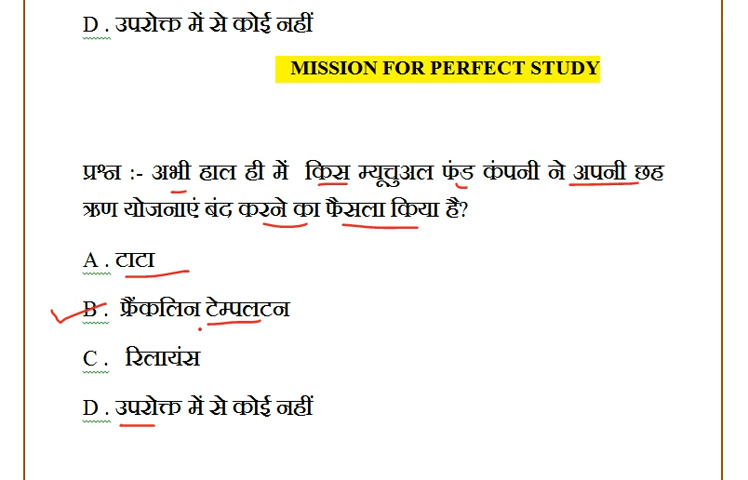 D . उपरोक्त में से कोई नहीं
MISSION FOR PERFECT STUDY
प्रश्न :- अभी हाल ही में किस म्यूचुअल फंड कंपनी ने अपनी छह
ऋण योजनाएं बंद करने का फैसला किया है?
A . टाटा
B . फ्रैंकलिन टेम्पलटन
C . रिलायंस
D . उपरोक्त में से कोई नहीं